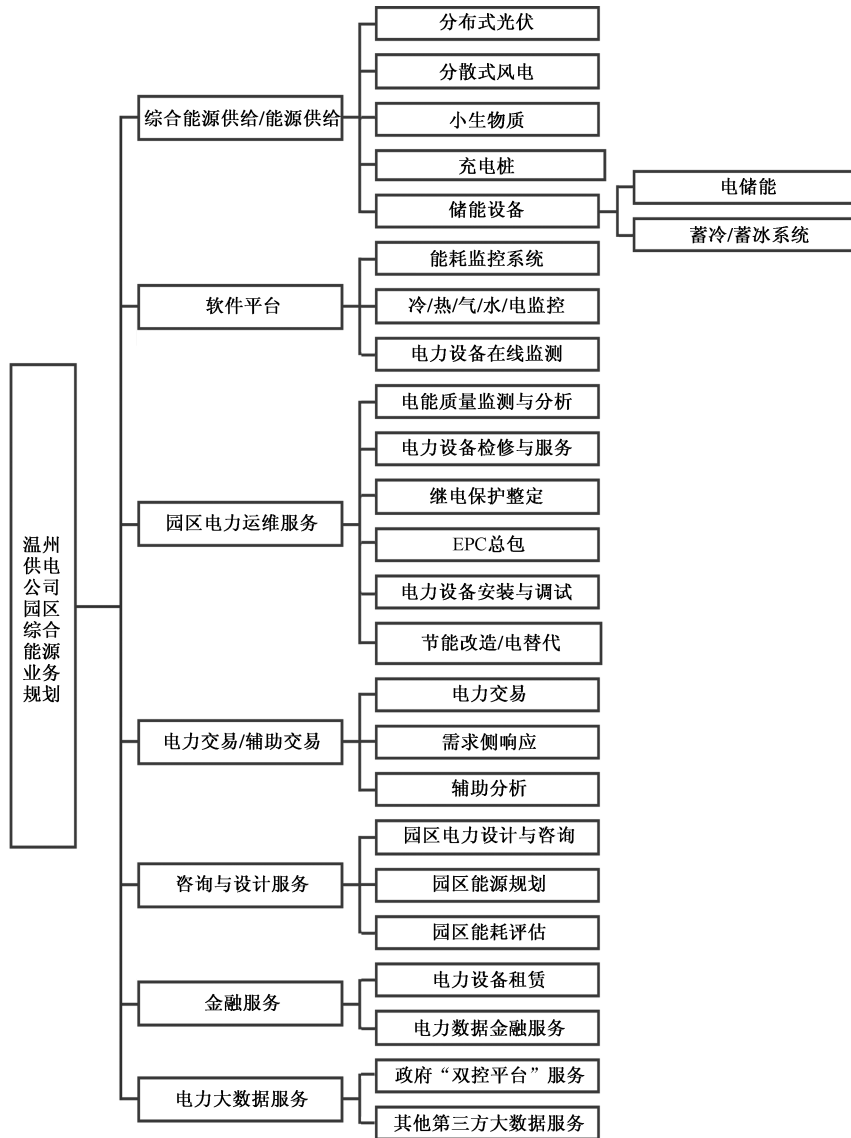 温州
供电
公司
园区
综合
能源
业务
规划
综合能源供给/能源供给
分布式光伏
分散式风电
小生物质
充电桩
储能设备
电储能
蓄冷/蓄冰系统
软件平台
能耗监控系统
冷/热/气/水/电监控
电力设备在线监测
园区电力运维服务
电能质量监测与分析
电力设备检修与服务
继电保护整定
EPC总包
电力设备安装与调试
节能改造/电替代
电力交易/辅助交易
电力交易
需求侧响应
辅助分析
咨询与设计服务
园区电力设计与咨询
园区能源规划
园区能耗评估
金融服务
电力设备租赁
电力数据金融服务
电力大数据服务
政府“双控平台”服务
其他第三方大数据服务